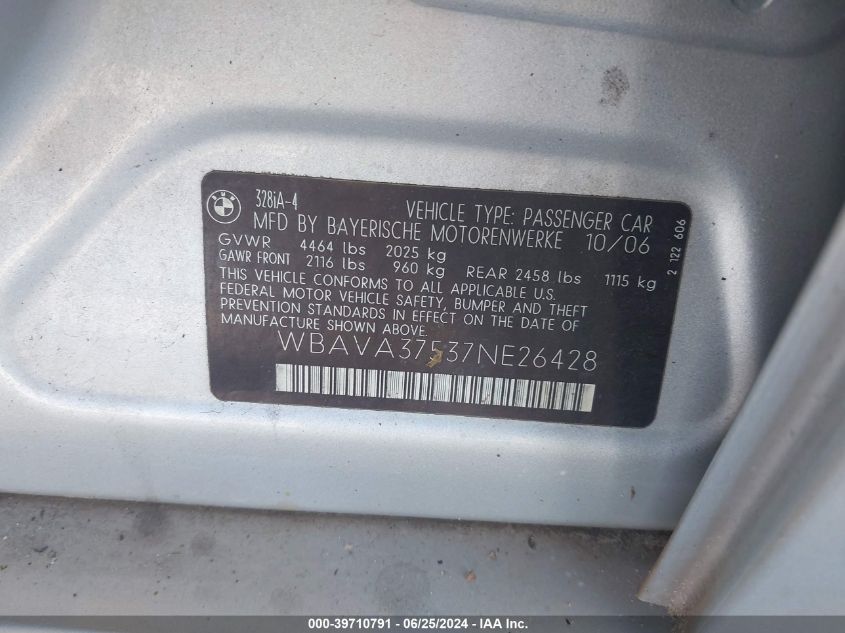 BMW
328iA-4
VEHICLE TYPE: PASSENGER CAR
MFD BY BAYERISCHE MOTORENWERKE 10/06
GVWR 4464 lbs 2025 kg
GAWR FRONT 2116 lbs 960 kg REAR 2458 lbs 1115 kg
THIS VEHICLE CONFORMS TO ALL APPLICABLE U.S.
FEDERAL MOTOR VEHICLE SAFETY, BUMPER AND THEFT
PREVENTION STANDARDS IN EFFECT ON THE DATE OF
MANUFACTURE SHOWN ABOVE.
WBAVA37537NE26428
2 122 606
000-39710791 - 06/25/2024 - IAA Inc.